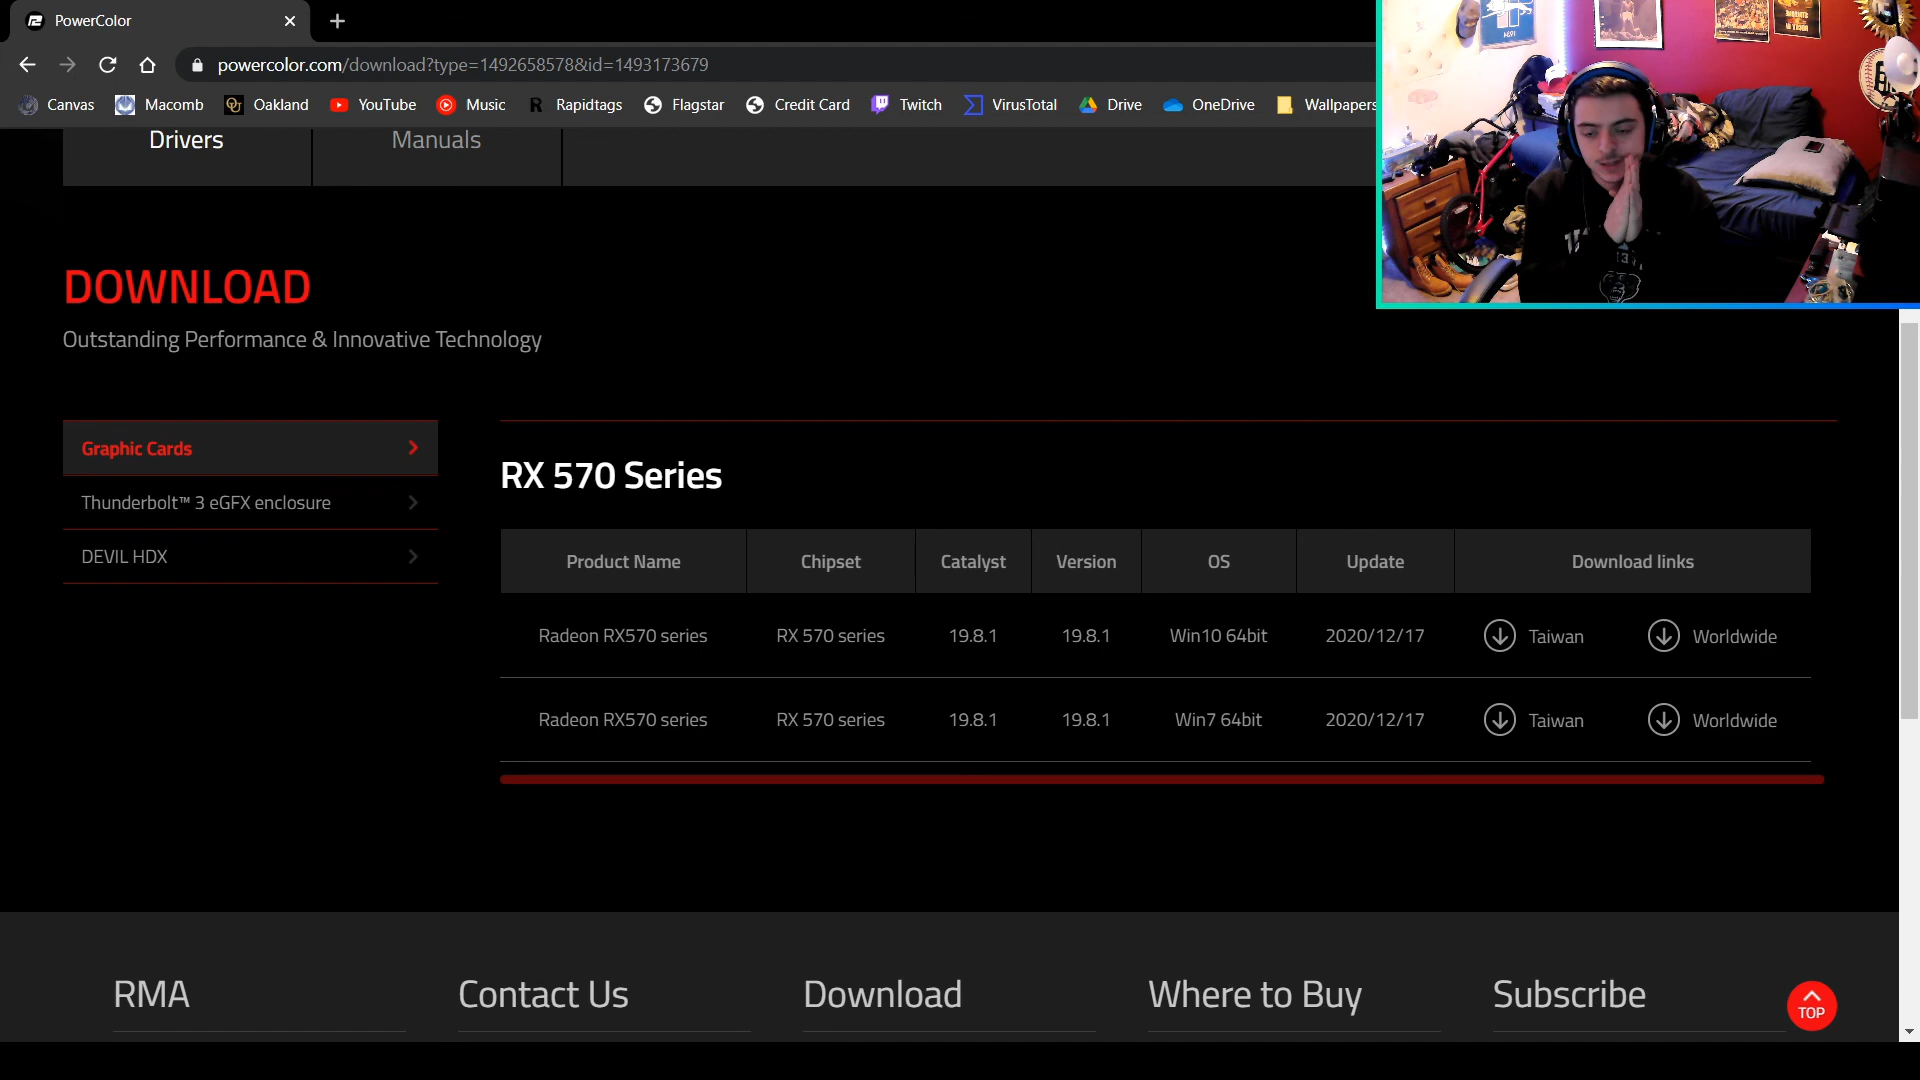 PowerColor
powercolor.com/download?type=1492658578&id=1493173679
Canvas Macomb Oakland YouTube Music Rapidtags Flagstar Credit Card Twitch VirusTotal Drive OneDrive Wallpapers
Drivers Manuals
DOWNLOAD
Outstanding Performance & Innovative Technology
Graphic Cards
Thunderbolt™ 3 eGFX enclosure
DEVIL HDX
RX 570 Series
Product Name Chipset Catalyst Version OS Update Download links
Radeon RX570 series RX 570 series 19.8.1 19.8.1 Win10 64bit 2020/12/17 Taiwan Worldwide
Radeon RX570 series RX 570 series 19.8.1 19.8.1 Win7 64bit 2020/12/17 Taiwan Worldwide
RMA Contact Us Download Where to Buy Subscribe
TOP